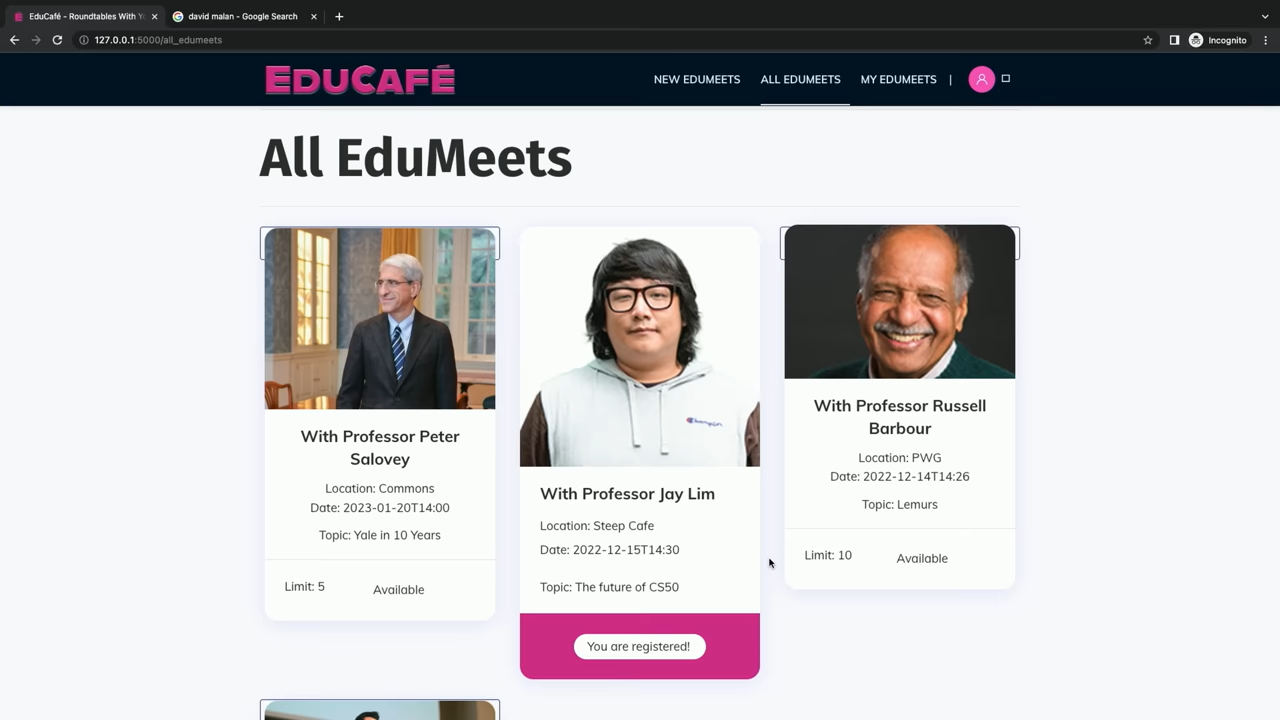 EduCafé - Roundtables With Yo
david malan - Google Search
127.0.0.1:5000/all_edumeets
Incognito
EDUCAFÉ
NEW EDUMEETS
ALL EDUMEETS
MY EDUMEETS |
All EduMeets
With Professor Peter
Salovey
Location: Commons
Date: 2023-01-20T14:00
Topic: Yale in 10 Years
Limit: 5
Available
Champion
With Professor Jay Lim
Location: Steep Cafe
Date: 2022-12-15T14:30
Topic: The future of CS50
You are registered!
With Professor Russell
Barbour
Location: PWG
Date: 2022-12-14T14:26
Topic: Lemurs
Limit: 10
Available